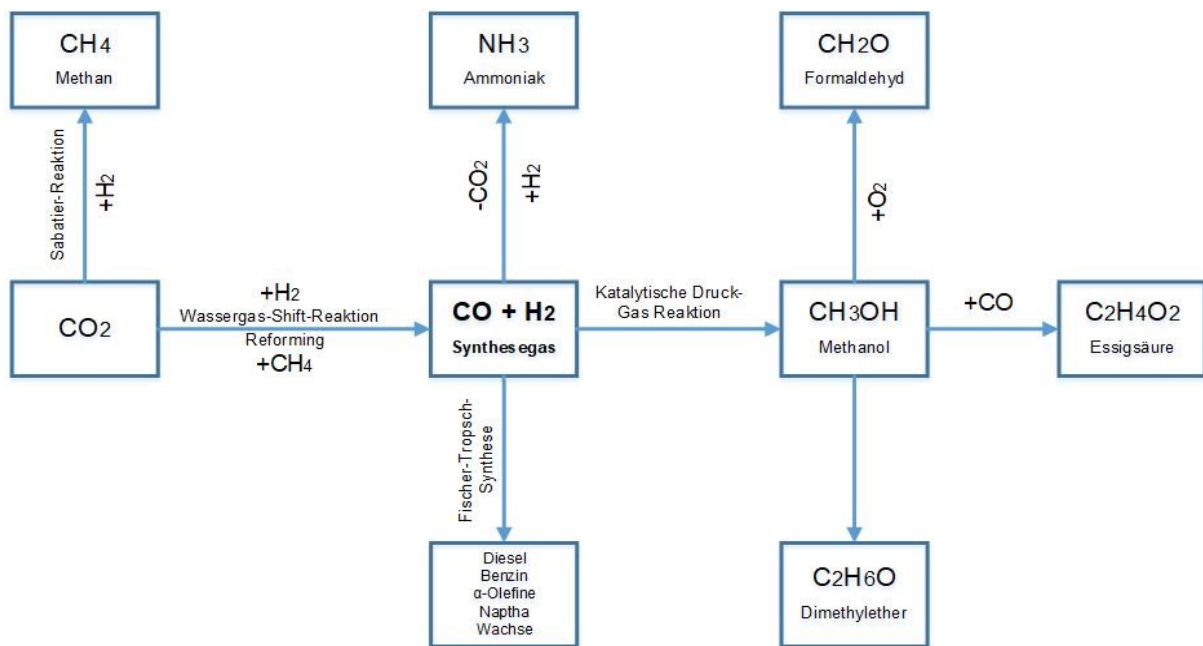 CH4
Methan
NH3
Ammoniak
CH2O
Formaldehyd
Sabatier-Reaktion
+H2
-CO2
+H2
+O2
CO2
+H2
Wassergas-Shift-Reaktion
Reforming
+CH4
CO + H2
Synthesegas
Katalytische Druck-
Gas Reaktion
CH3OH
Methanol
+CO
C2H4O2
Essigsäure
Fischer-Tropsch-
Synthese
Diesel
Benzin
α-Olefine
Naptha
Wachse
C2H6O
Dimethylether